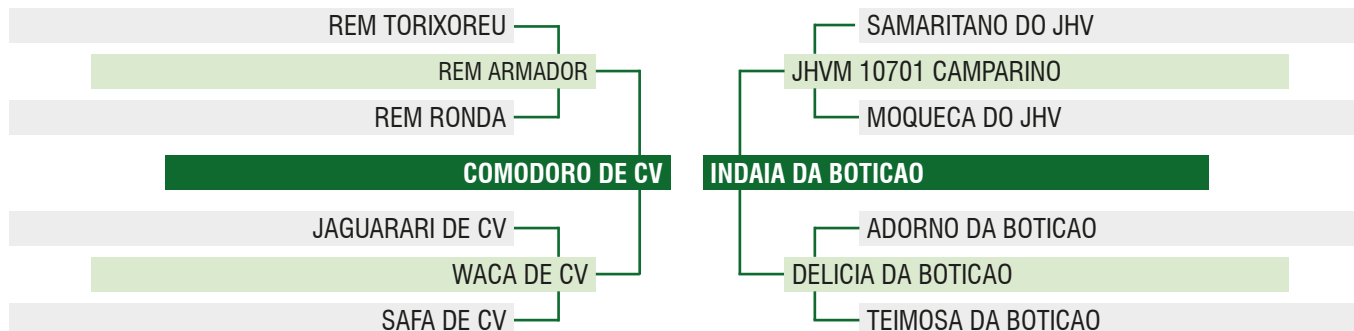 REM TORIXOREU
REM ARMADOR
REM RONDA
COMODORO DE CV
JAGUARARI DE CV
WACA DE CV
SAFA DE CV
SAMARITANO DO JHV
JHVM 10701 CAMPARINO
MOQUECA DO JHV
INDAIA DA BOTICAO
ADORNO DA BOTICAO
DELICIA DA BOTICAO
TEIMOSA DA BOTICAO